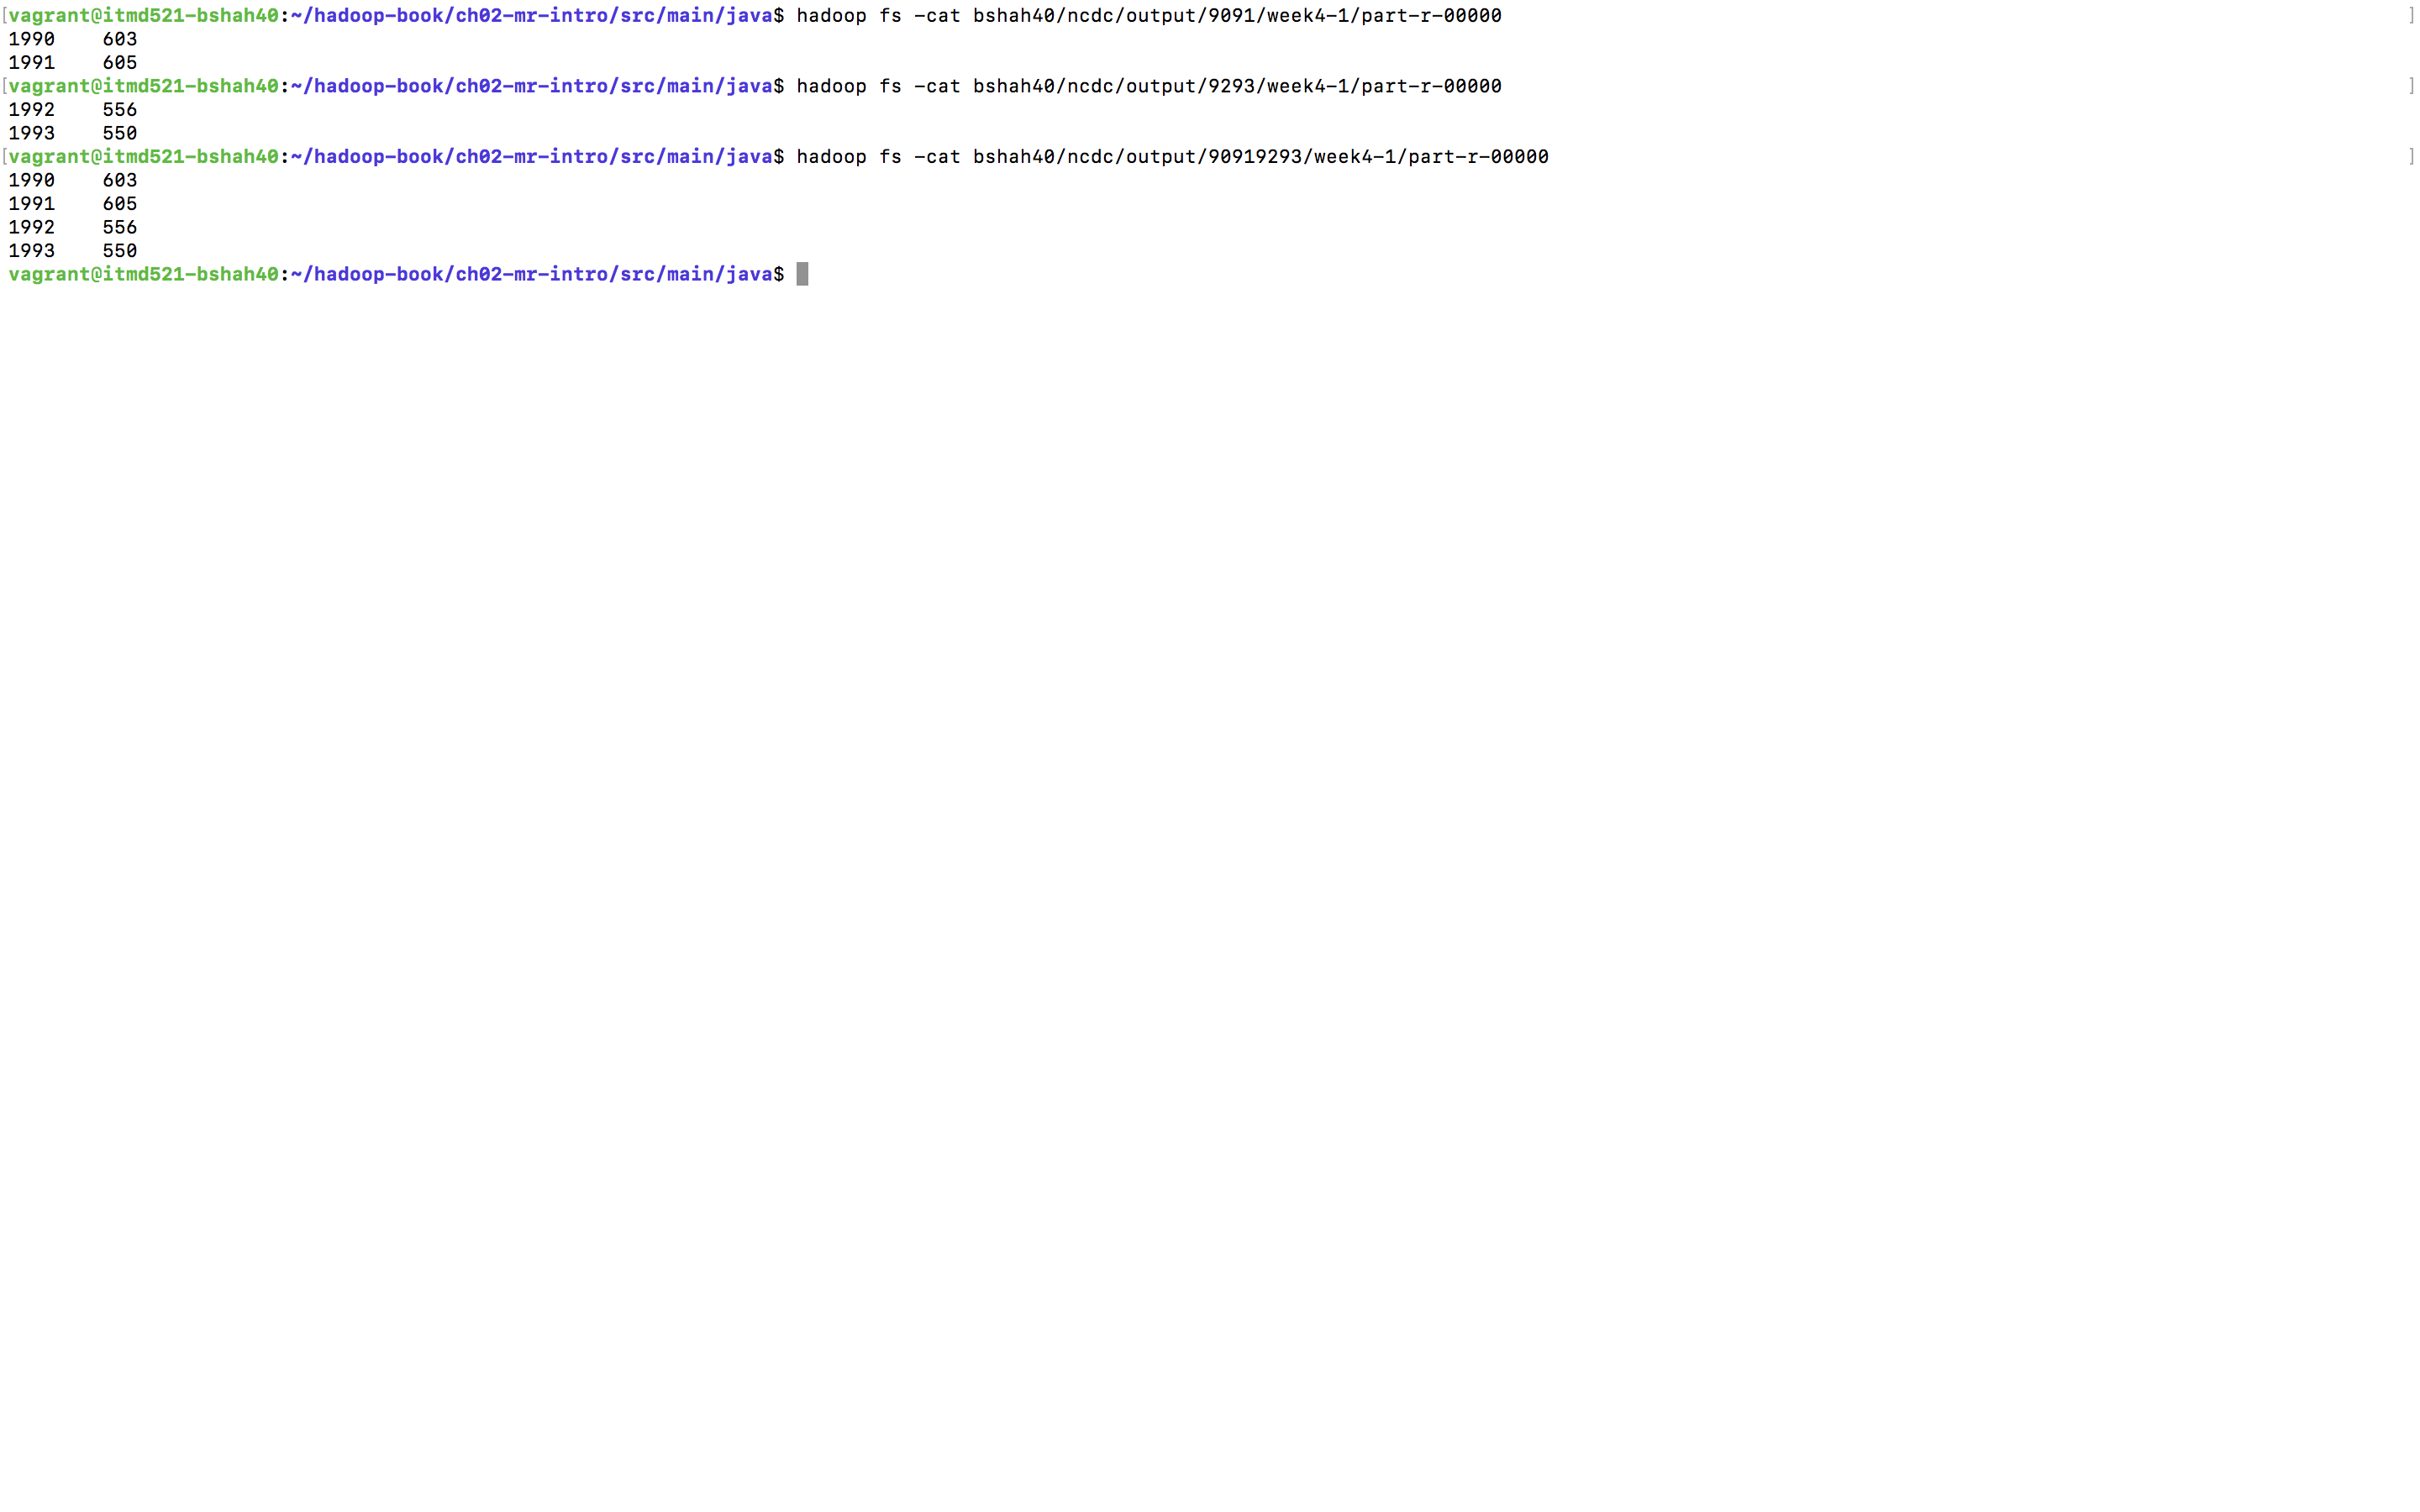 [vagrant@itmd521-bshah40:~/hadoop-book/ch02-mr-intro/src/main/java$ hadoop fs -cat bshah40/ncdc/output/9091/week4-1/part-r-00000 ]
1990    603
1991    605
[vagrant@itmd521-bshah40:~/hadoop-book/ch02-mr-intro/src/main/java$ hadoop fs -cat bshah40/ncdc/output/9293/week4-1/part-r-00000 ]
1992    556
1993    550
[vagrant@itmd521-bshah40:~/hadoop-book/ch02-mr-intro/src/main/java$ hadoop fs -cat bshah40/ncdc/output/90919293/week4-1/part-r-00000 ]
1990    603
1991    605
1992    556
1993    550
vagrant@itmd521-bshah40:~/hadoop-book/ch02-mr-intro/src/main/java$